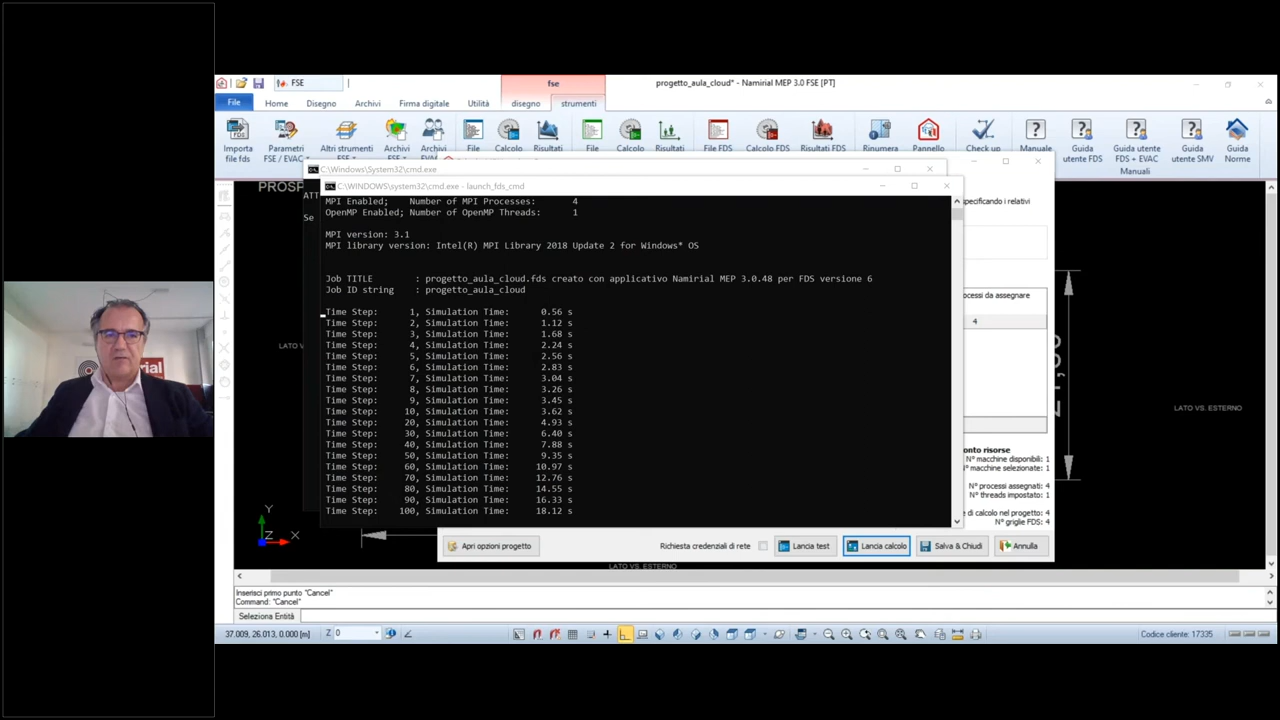 FSE
fse
progetto_aula_cloud* - Namirial MEP 3.0 FSE [PT]
File
Home
Disegno
Archivi
Firma digitale
Utilità
disegno
strumenti
Importa file fds
Parametri FSE / EVAC
Altri strumenti FSE
Archivi
Archivi
File
Calcolo
Risultati
File
Calcolo
Risultati
File FDS
Calcolo FDS
Risultati FDS
Rinumera
Pannello
Check up
Manuale
Guida utente FDS
Guida utente FDS + EVAC
Guida utente SMV
Guida Norme
Manuali
C:\Windows\System32\cmd.exe
PROSP
C:\WINDOWS\system32\cmd.exe - launch_fds_cmd
ATT
Se
MPI Enabled; Number of MPI Processes: 4
OpenMP Enabled; Number of OpenMP Threads: 1
MPI version: 3.1
MPI library version: Intel(R) MPI Library 2018 Update 2 for Windows* OS
Job TITLE : progetto_aula_cloud.fds creato con applicativo Namirial MEP 3.0.48 per FDS versione 6
Job ID string : progetto_aula_cloud
Time Step: 1, Simulation Time: 0.56 s
Time Step: 2, Simulation Time: 1.12 s
Time Step: 3, Simulation Time: 1.68 s
Time Step: 4, Simulation Time: 2.24 s
Time Step: 5, Simulation Time: 2.56 s
Time Step: 6, Simulation Time: 2.83 s
Time Step: 7, Simulation Time: 3.04 s
Time Step: 8, Simulation Time: 3.26 s
Time Step: 9, Simulation Time: 3.45 s
Time Step: 10, Simulation Time: 3.62 s
Time Step: 20, Simulation Time: 4.93 s
Time Step: 30, Simulation Time: 6.40 s
Time Step: 40, Simulation Time: 7.88 s
Time Step: 50, Simulation Time: 9.35 s
Time Step: 60, Simulation Time: 10.97 s
Time Step: 70, Simulation Time: 12.76 s
Time Step: 80, Simulation Time: 14.55 s
Time Step: 90, Simulation Time: 16.33 s
Time Step: 100, Simulation Time: 18.12 s
pecificando i relativi
ocessi da assegnare
4
onto risorse
N° macchine disponibili: 1
N° macchine selezionate: 1
N° processi assegnati: 4
N° threads impostato: 1
e di calcolo nel progetto: 4
N° griglie FDS: 4
LATO V
LATO VS. ESTERNO
Y
Z X
Apri opzioni progetto
Richiesta credenziali di rete
Lancia test
Lancia calcolo
Salva & Chiudi
Annulla
LATO VS. ESTERNO
Inserisci primo punto "Cancel"
Command: "Cancel"
Seleziona Entità
37.009, 26.013, 0.000 [m]
Z 0
Codice cliente: 17335